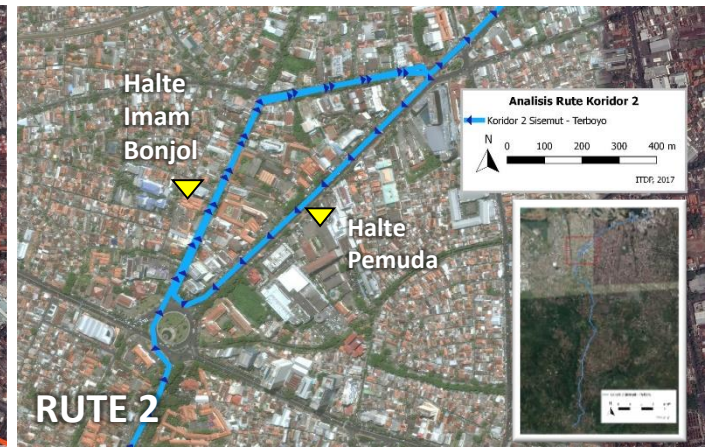 Halte
Imam
Bonjol
Halte
Pemuda
RUTE 2
Analisis Rute Koridor 2
Koridor 2 Sisemut - Terboyo
N
0 100 200 300 400 m
ITDP, 2017
N